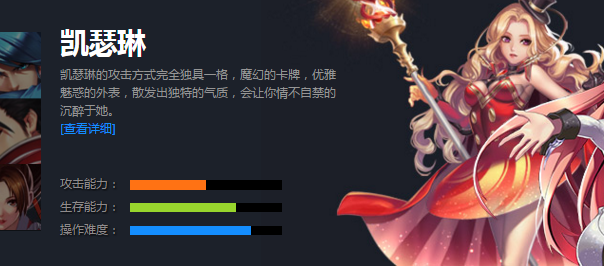 凯瑟琳
凯瑟琳的攻击方式完全独具一格，魔幻的卡牌，优雅
魅惑的外表，散发出独特的气质，会让你情不自禁的
沉醉于她。
[查看详细]
攻击能力：
生存能力：
操作难度：